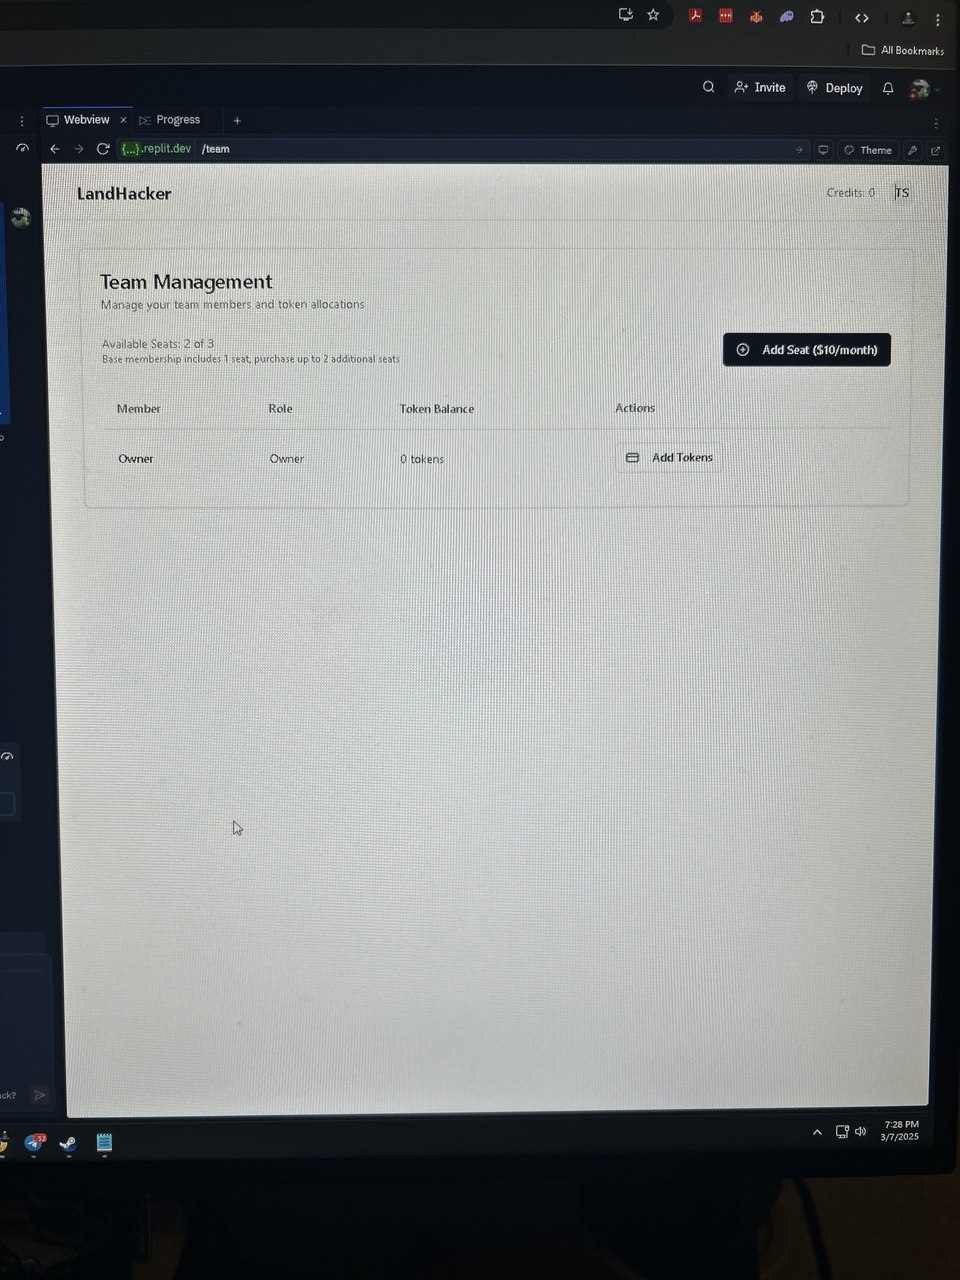 All Bookmarks
Invite
Deploy
Webview
Progress
{...}.replit.dev /team
Theme
LandHacker
Credits: 0
TS
Team Management
Manage your team members and token allocations
Available Seats: 2 of 3
Base membership includes 1 seat, purchase up to 2 additional seats
Add Seat ($10/month)
Member Role Token Balance Actions
Owner Owner 0 tokens Add Tokens
7:28 PM
3/7/2025
12